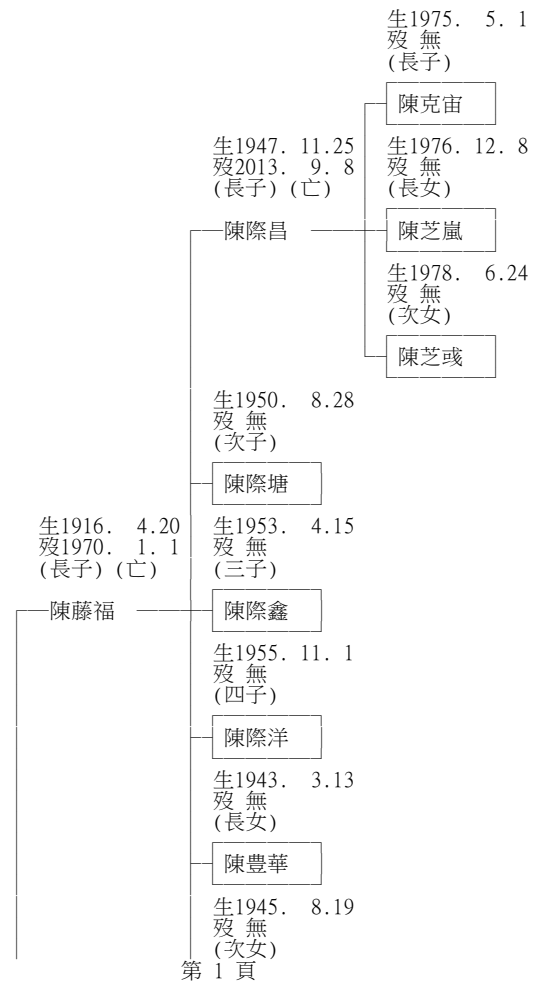 生1975. 5. 1
歿 無
(長子)
陳克宙
生1947. 11.25
歿2013. 9. 8
(長子)(亡)
陳際昌
生1976. 12. 8
歿 無
(長女)
陳芝嵐
生1978. 6.24
歿 無
(次女)
陳芝彧
生1950. 8.28
歿 無
(次子)
陳際塘
生1916. 4.20
歿1970. 1. 1
(長子)(亡)
陳藤福
生1953. 4.15
歿 無
(三子)
陳際鑫
生1955. 11. 1
歿 無
(四子)
陳際洋
生1943. 3.13
歿 無
(長女)
陳豊華
生1945. 8.19
歿 無
(次女)
第 1 頁